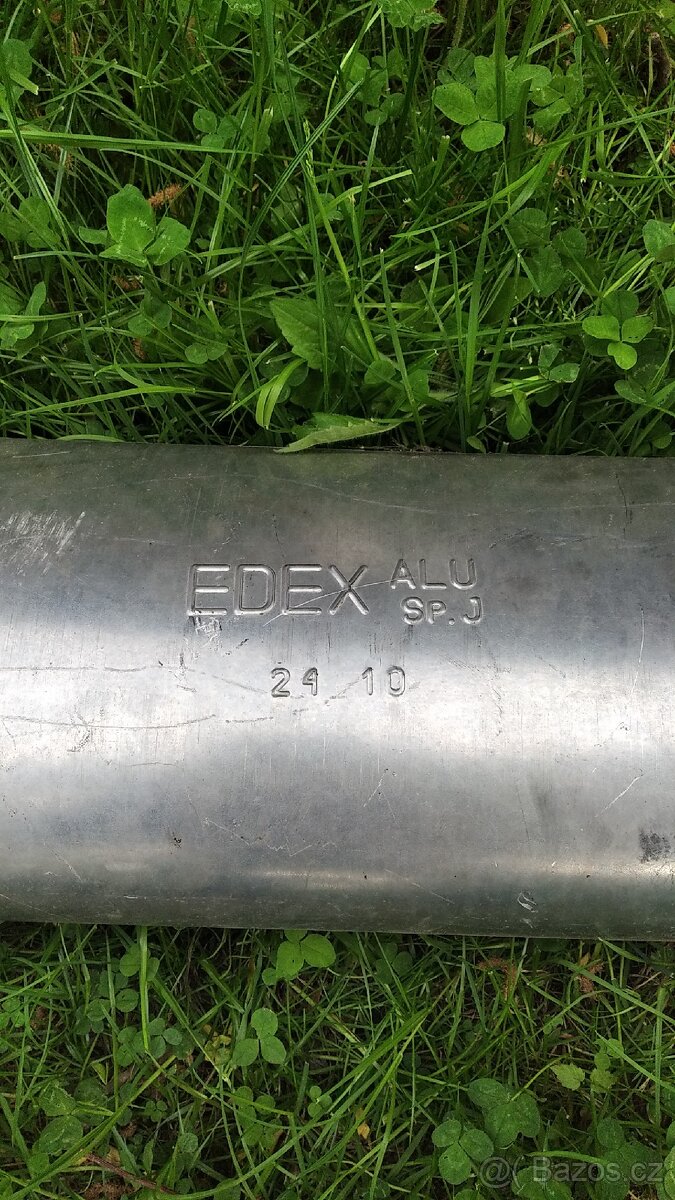 EDEX ALU
SP.J
24 10
@ Bazos.cz